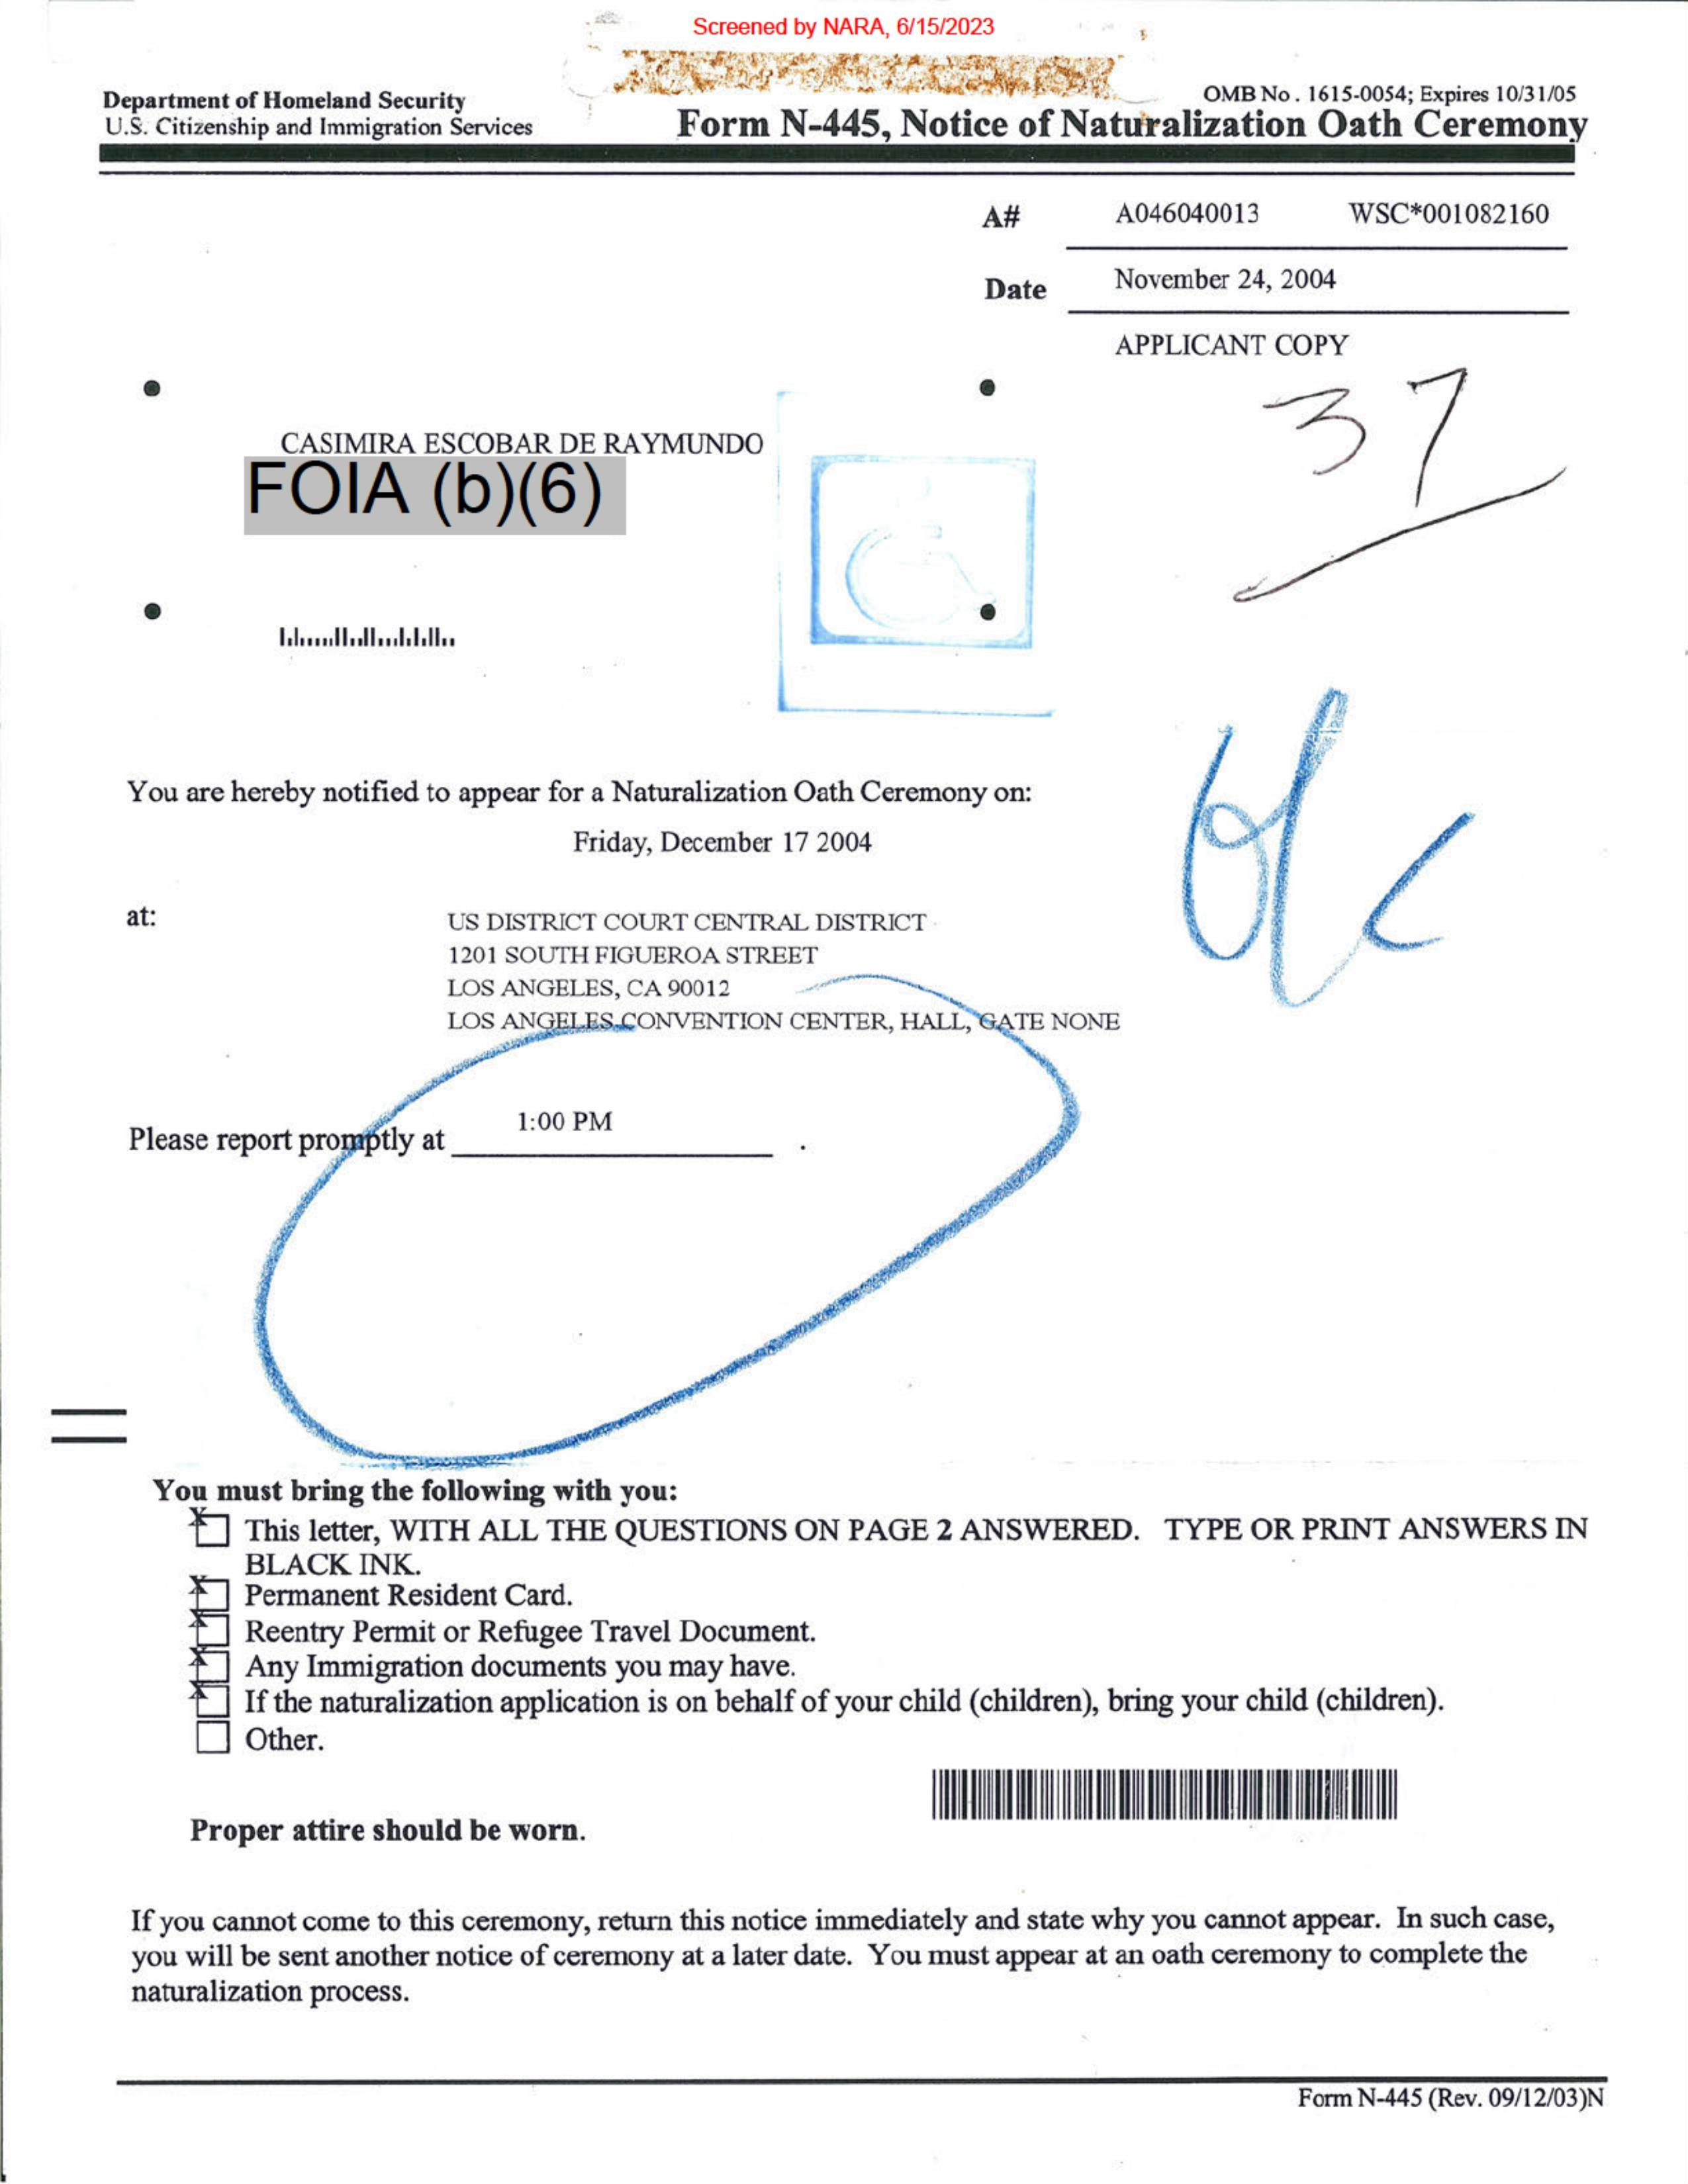 Screened by NARA, 6/15/2023
Department of Homeland Security
U.S. Citizenship and Immigration Services
OMB No. 1615-0054; Expires 10/31/05
Form N-445, Notice of Naturalization Oath Ceremony
A# A046040013 WSC*001082160
Date November 24, 2004
APPLICANT COPY
37
CASIMIRA ESCOBAR DE RAYMUNDO
FOIA (b)(6)
You are hereby notified to appear for a Naturalization Oath Ceremony on:
Friday, December 17 2004
at:
US DISTRICT COURT CENTRAL DISTRICT
1201 SOUTH FIGUEROA STREET
LOS ANGELES, CA 90012
LOS ANGELES CONVENTION CENTER, HALL, GATE NONE
Please report promptly at 1:00 PM .
You must bring the following with you:
X This letter, WITH ALL THE QUESTIONS ON PAGE 2 ANSWERED. TYPE OR PRINT ANSWERS IN
BLACK INK.
X Permanent Resident Card.
X Reentry Permit or Refugee Travel Document.
X Any Immigration documents you may have.
X If the naturalization application is on behalf of your child (children), bring your child (children).
Other.
Proper attire should be worn.
If you cannot come to this ceremony, return this notice immediately and state why you cannot appear. In such case,
you will be sent another notice of ceremony at a later date. You must appear at an oath ceremony to complete the
naturalization process.
Form N-445 (Rev. 09/12/03)N